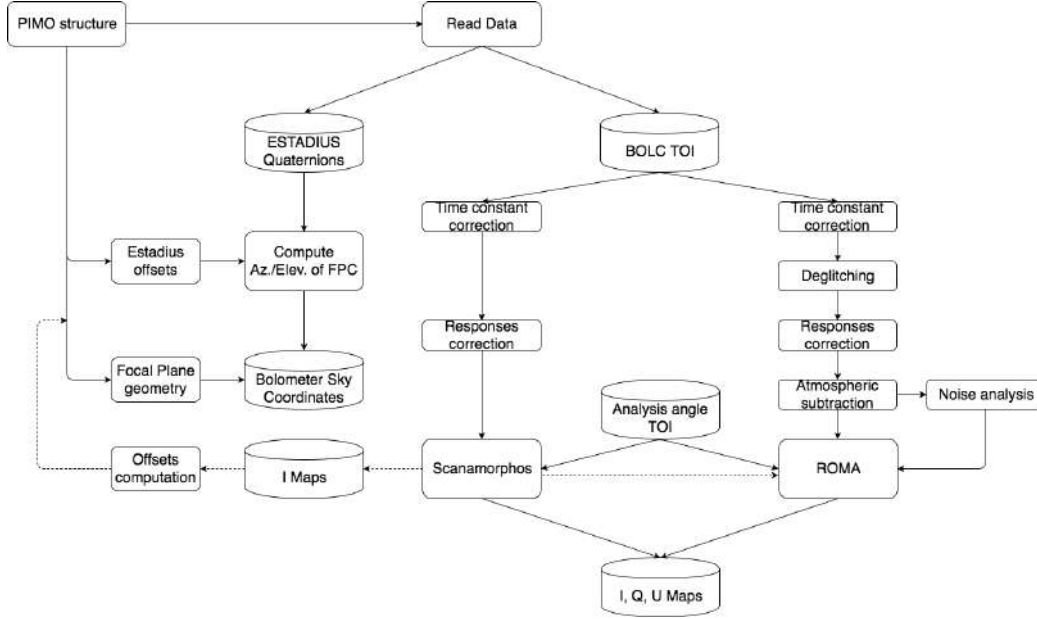 PIMO structure
Read Data
ESTADIUS
Quaternions
BOLC TOI
Time constant
correction
Time constant
correction
Estadius
offsets
Compute
Az./Elev. of FPC
Deglitching
Responses
correction
Responses
correction
Focal Plane
geometry
Bolometer Sky
Coordinates
Analysis angle
TOI
Atmospheric
subtraction
Noise analysis
Offsets
computation
I Maps
Scanamorphos
ROMA
I, Q, U Maps